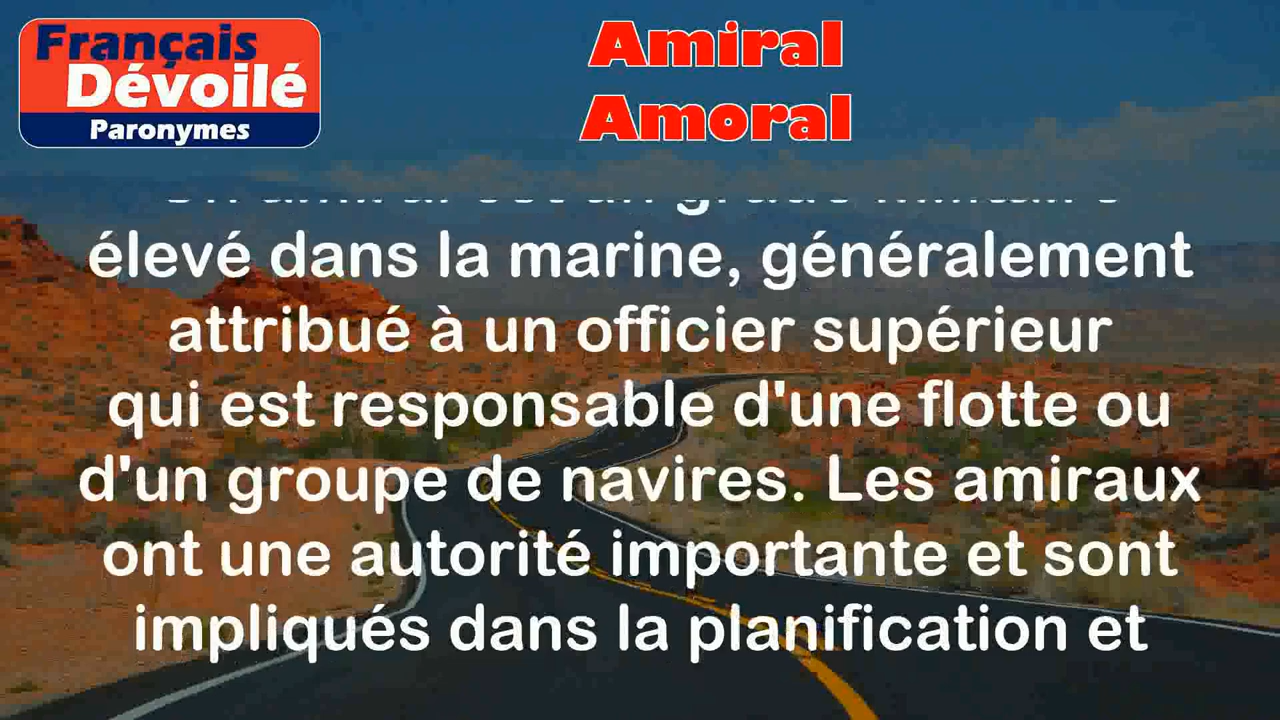 Français
Dévoilé
Paronymes
Amiral
Amoral
élevé dans la marine, généralement
attribué à un officier supérieur
qui est responsable d'une flotte ou
d'un groupe de navires. Les amiraux
ont une autorité importante et sont
impliqués dans la planification et